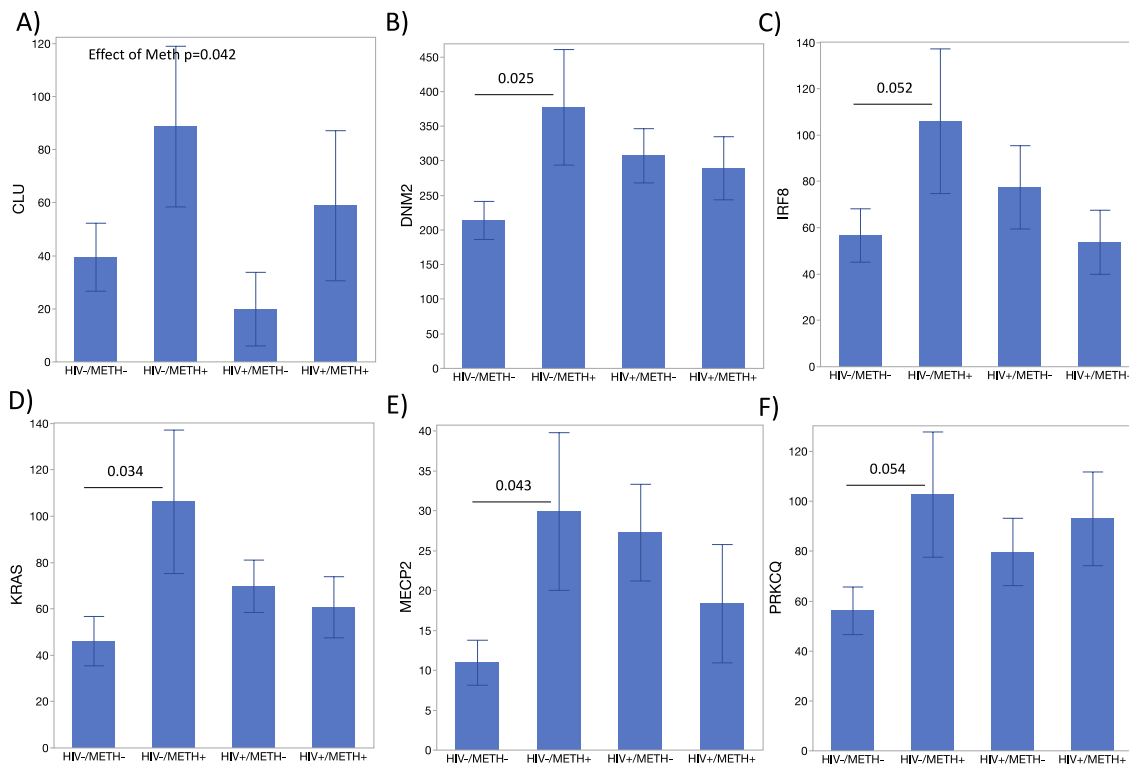 A)
Effect of Meth p=0.042
CLU
120
100
80
60
40
20
0
HIV-/METH- HIV-/METH+ HIV+/METH- HIV+/METH+
B)
0.025
DNM2
450
400
350
300
250
200
150
100
50
0
HIV-/METH- HIV-/METH+ HIV+/METH- HIV+/METH+
C)
0.052
IRF8
140
120
100
80
60
40
20
0
HIV-/METH- HIV-/METH+ HIV+/METH- HIV+/METH-
D)
0.034
KRAS
140
120
100
80
60
40
20
0
HIV-/METH- HIV-/METH+ HIV+/METH- HIV+/METH+
E)
0.043
MECP2
40
35
30
25
20
15
10
5
0
HIV-/METH- HIV-/METH+ HIV+/METH- HIV+/METH+
F)
0.054
PRKCQ
120
100
80
60
40
20
0
HIV-/METH- HIV-/METH+ HIV+/METH- HIV+/METH+